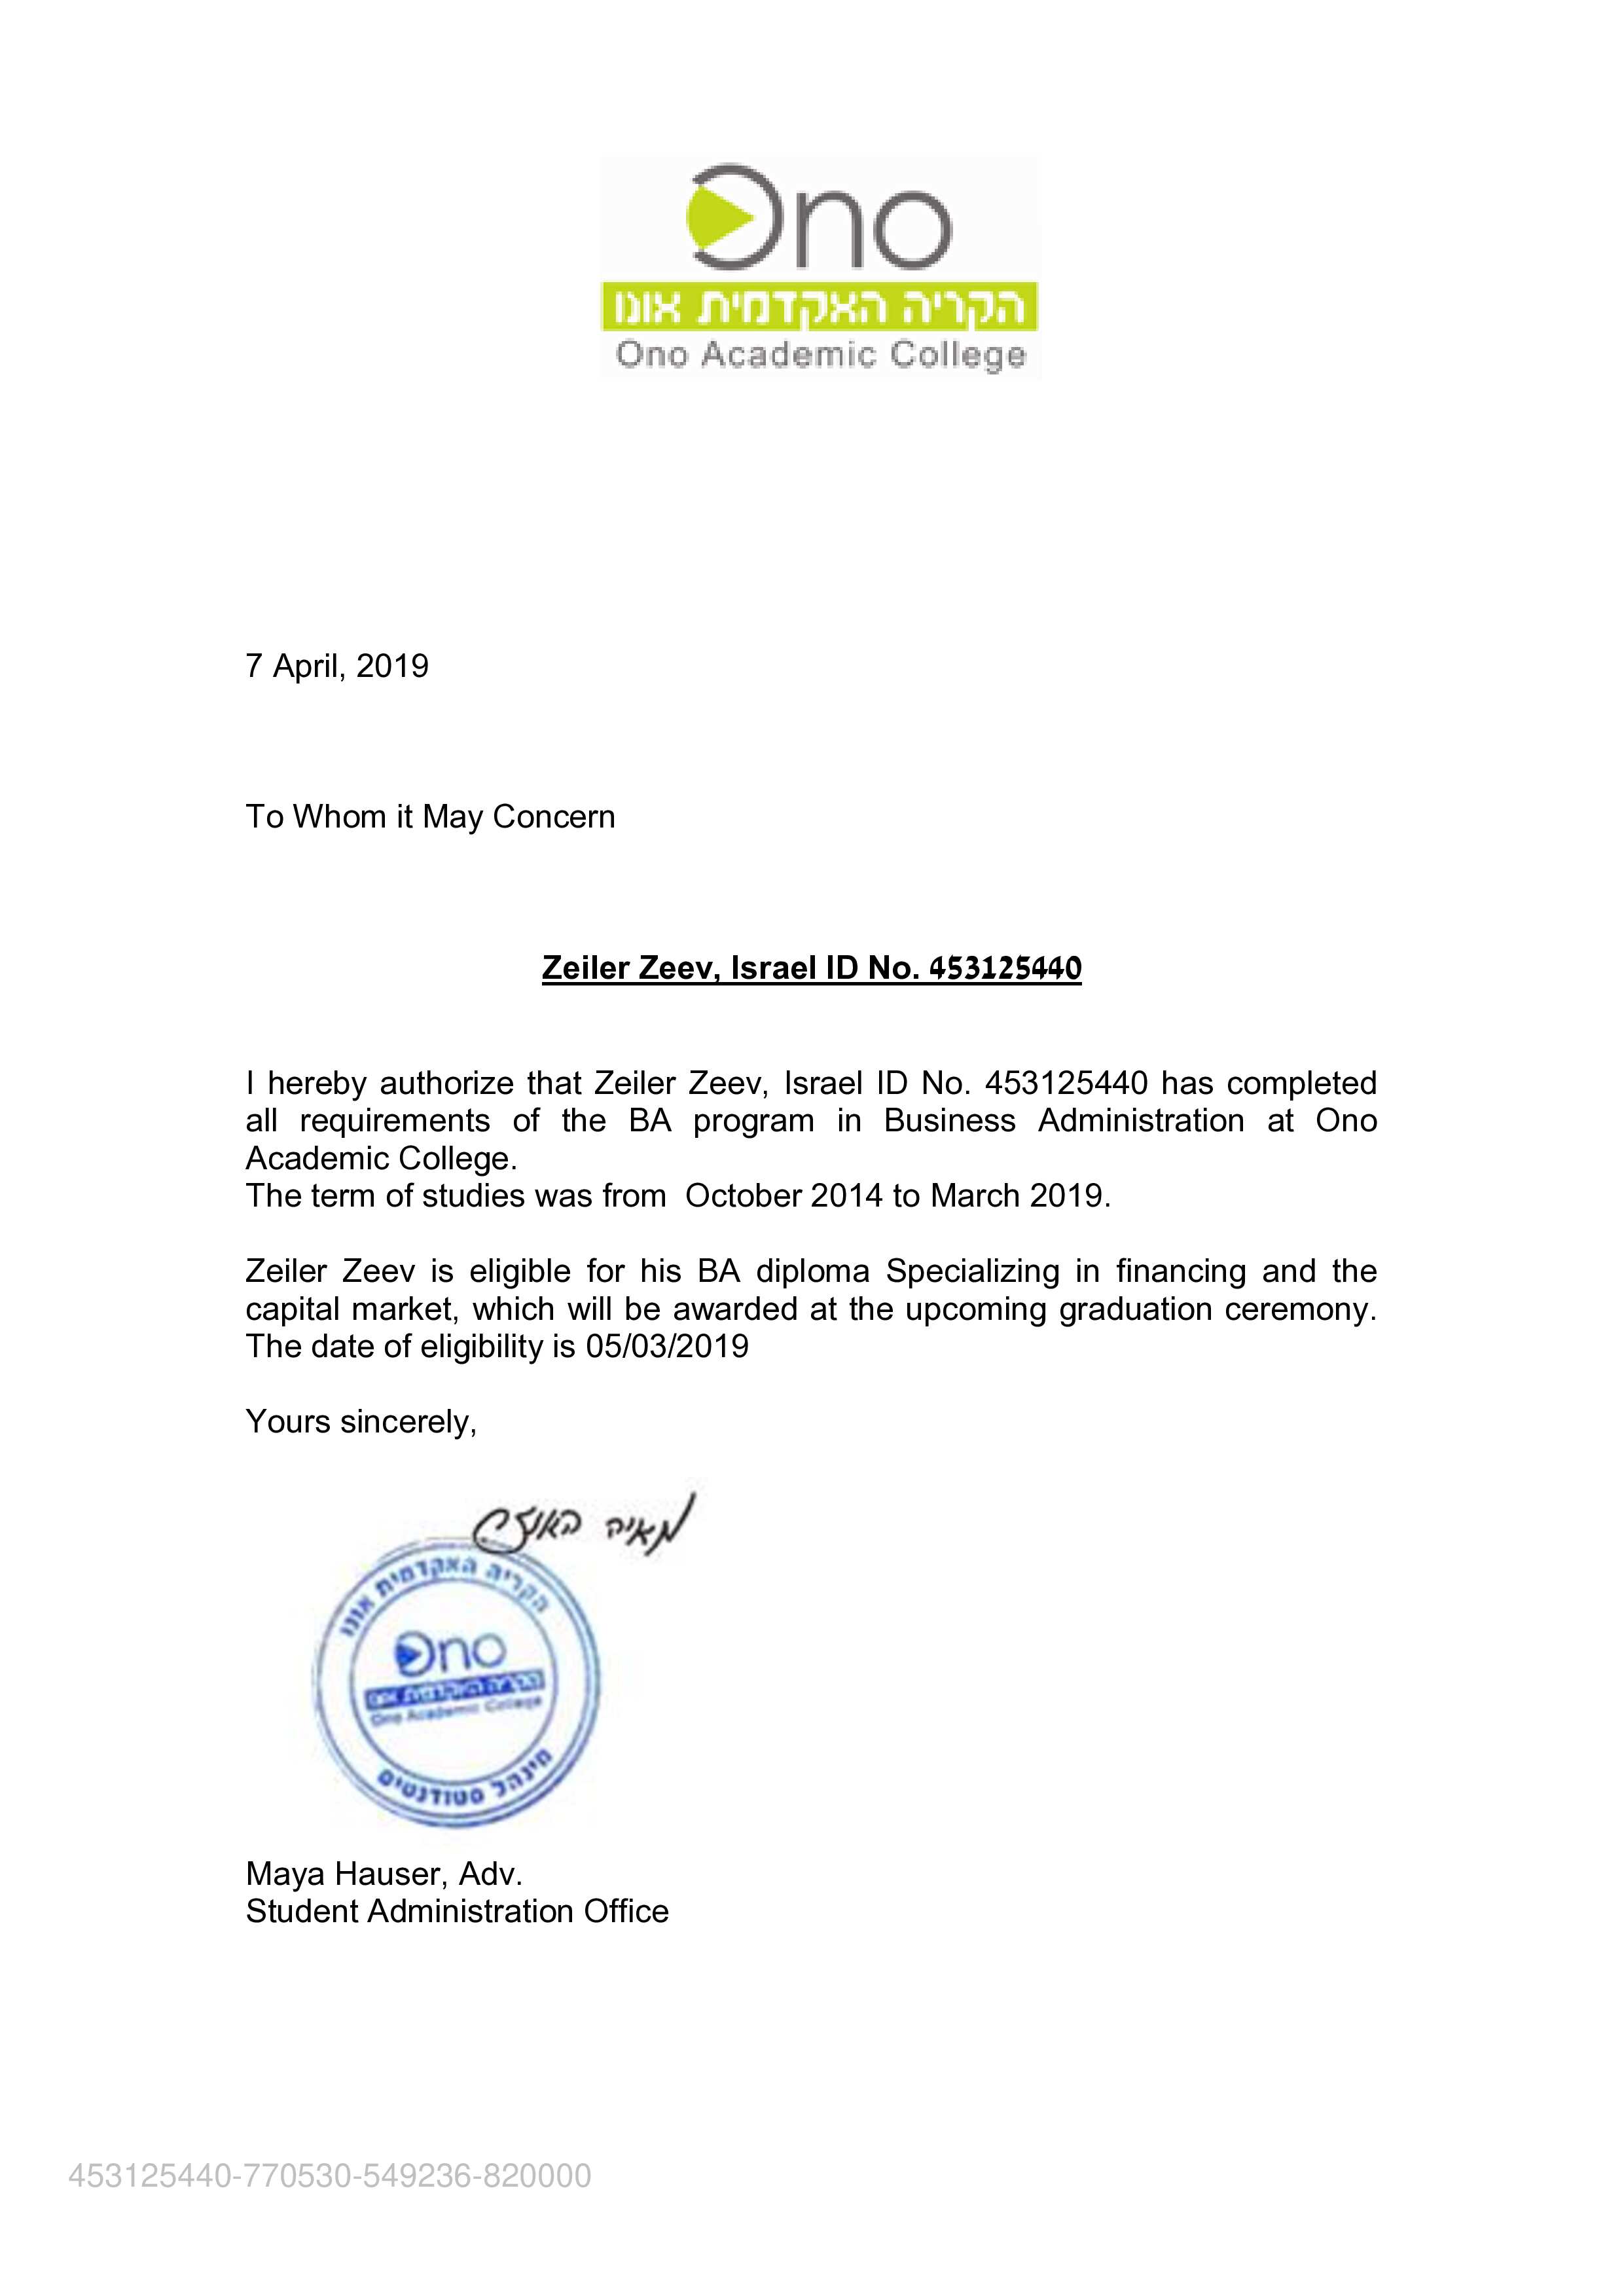 Ono
הקריה האקדמית אונו
Ono Academic College
7 April, 2019
To Whom it May Concern
Zeiler Zeev, Israel ID No. 453125440
I hereby authorize that Zeiler Zeev, Israel ID No. 453125440 has completed
all requirements of the BA program in Business Administration at Ono
Academic College.
The term of studies was from October 2014 to March 2019.
Zeiler Zeev is eligible for his BA diploma Specializing in financing and the
capital market, which will be awarded at the upcoming graduation ceremony.
The date of eligibility is 05/03/2019
Yours sincerely,
מאיה האוזר
הקריה האקדמית אונו
Ono
הקריה האקדמית אונו
Ono Academic College
מינהל סטודנטים
Maya Hauser, Adv.
Student Administration Office
453125440-770530-549236-820000